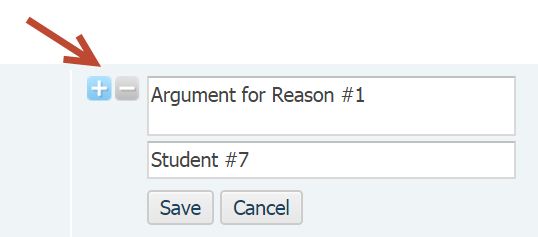 Argument for Reason #1
Student #7
Save Cancel